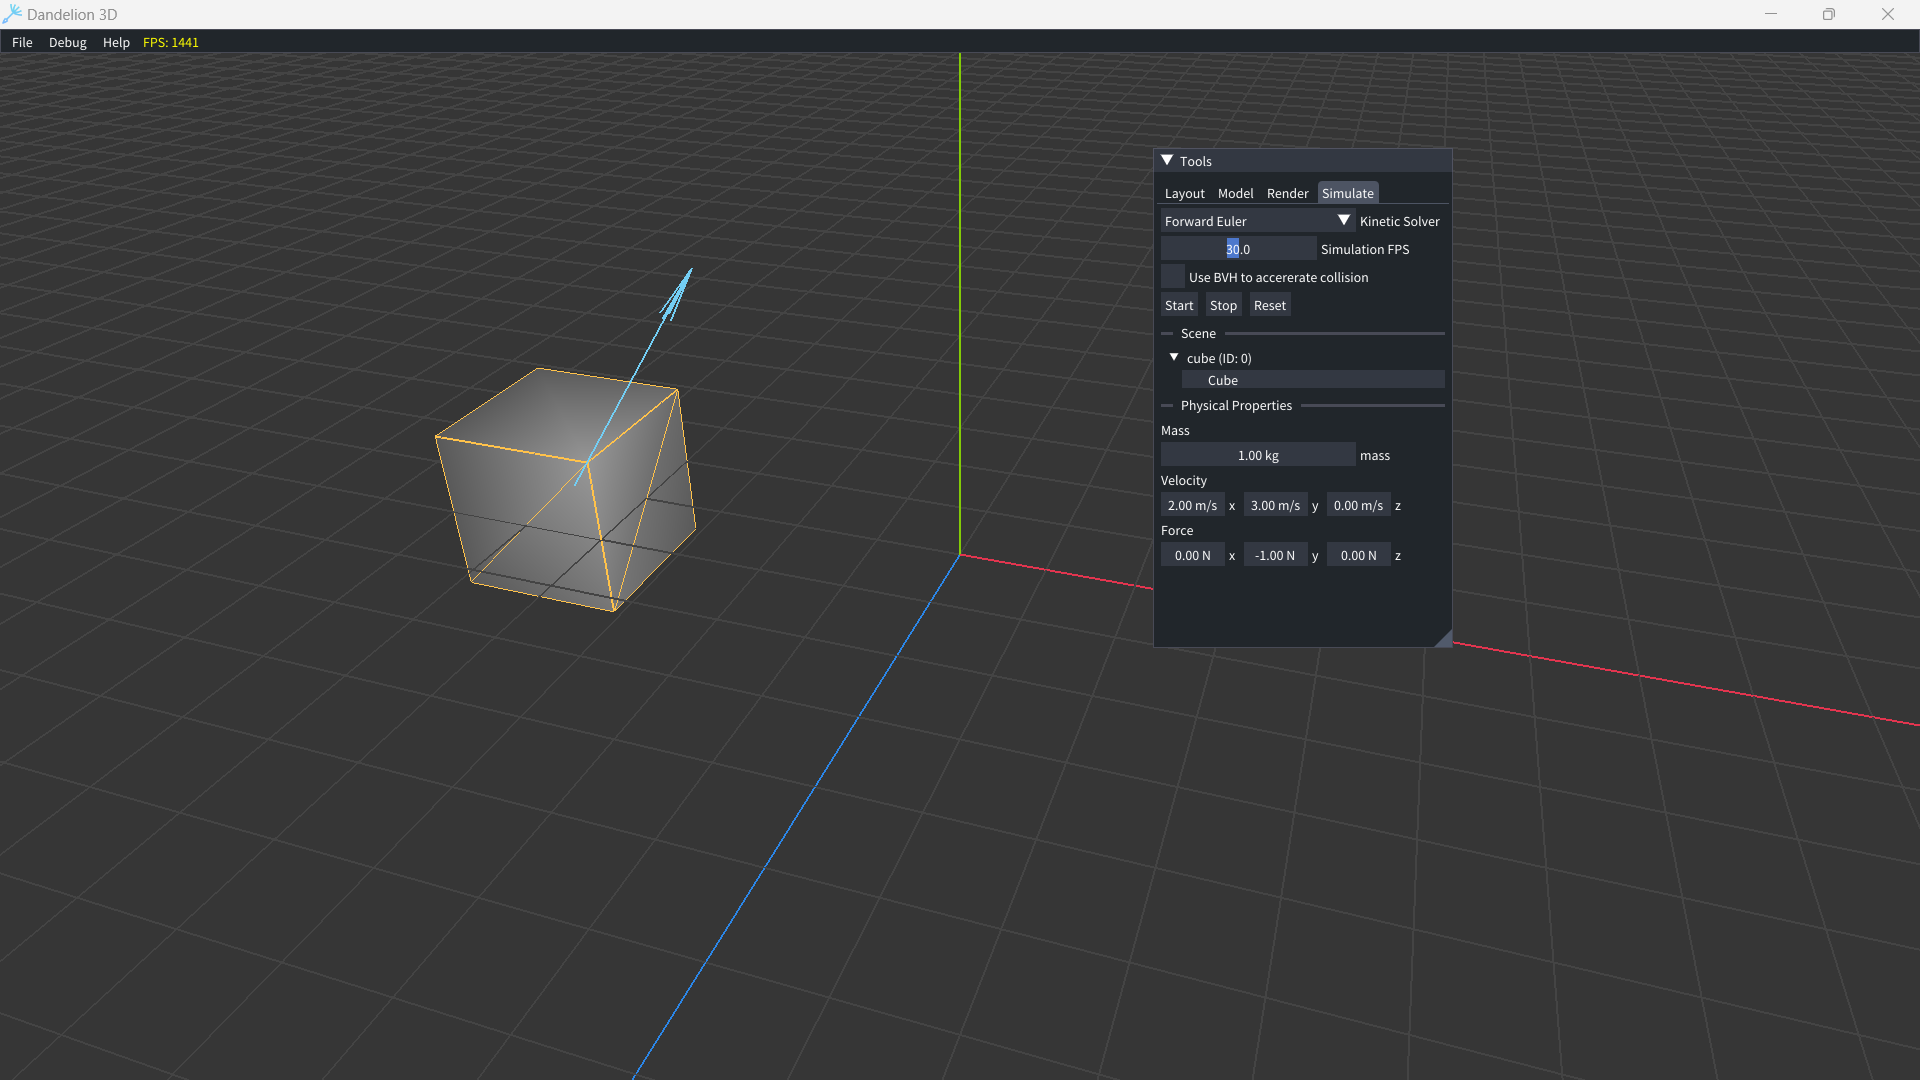 Dandelion 3D
File Debug Help FPS: 1441
Tools
Layout Model Render Simulate
Forward Euler Kinetic Solver
30.0 Simulation FPS
Use BVH to accererate collision
Start Stop Reset
Scene
cube (ID: 0)
Cube
Physical Properties
Mass
1.00 kg mass
Velocity
2.00 m/s x 3.00 m/s y 0.00 m/s z
Force
0.00 N x -1.00 N y 0.00 N z